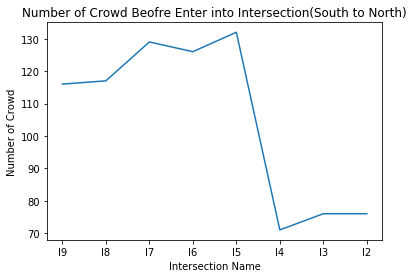 Number of Crowd Beofre Enter into Intersection(South to North)
130
120
110
100
90
80
70
Number of Crowd
I9 I8 I7 I6 I5 I4 I3 I2
Intersection Name